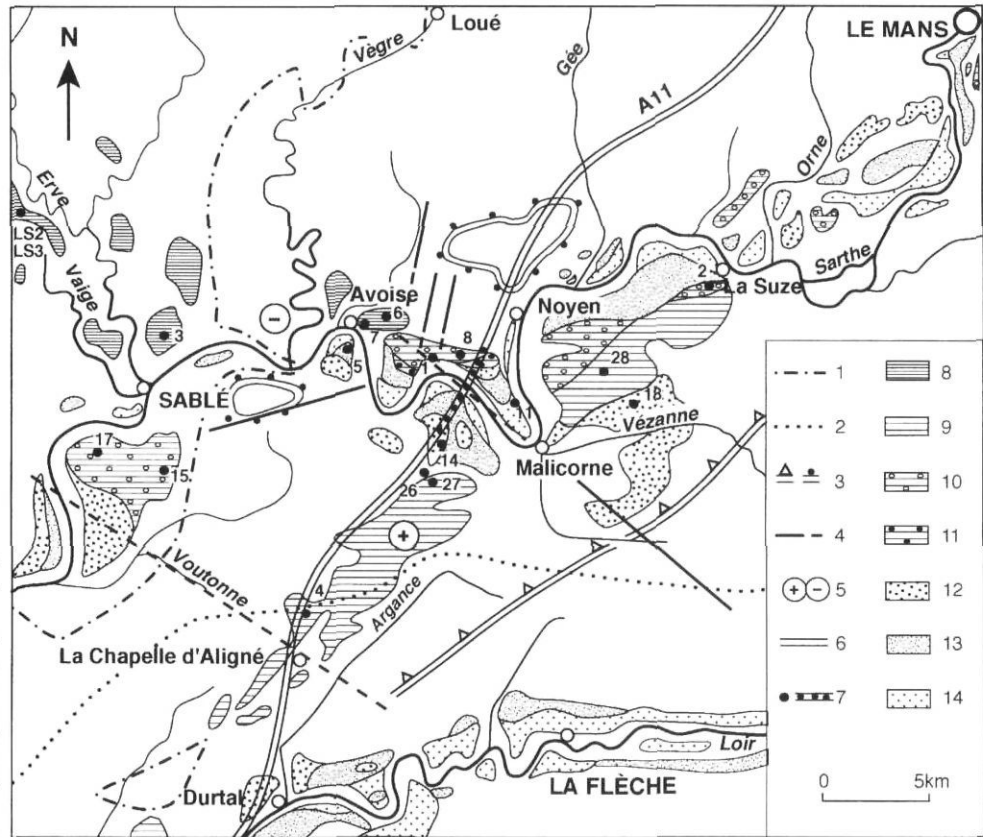 LE MANS
N
Loué
Vègre
Gée
A11
Orne
Erve
LS2
LS3
Vaige
Sarthe
2
La Suze
Avoise
6
7
Noyen
3
5
1
8
28
SABLÉ
11
18
Vézanne
17
15
14
Malicorne
26
27
+
-
Voutonne
4
Argance
La Chapelle d'Aligné
Loir
LA FLÈCHE
Durtal
1
8
2
9
3
10
4
11
+ - 5
12
6
13
7
14
0 5km